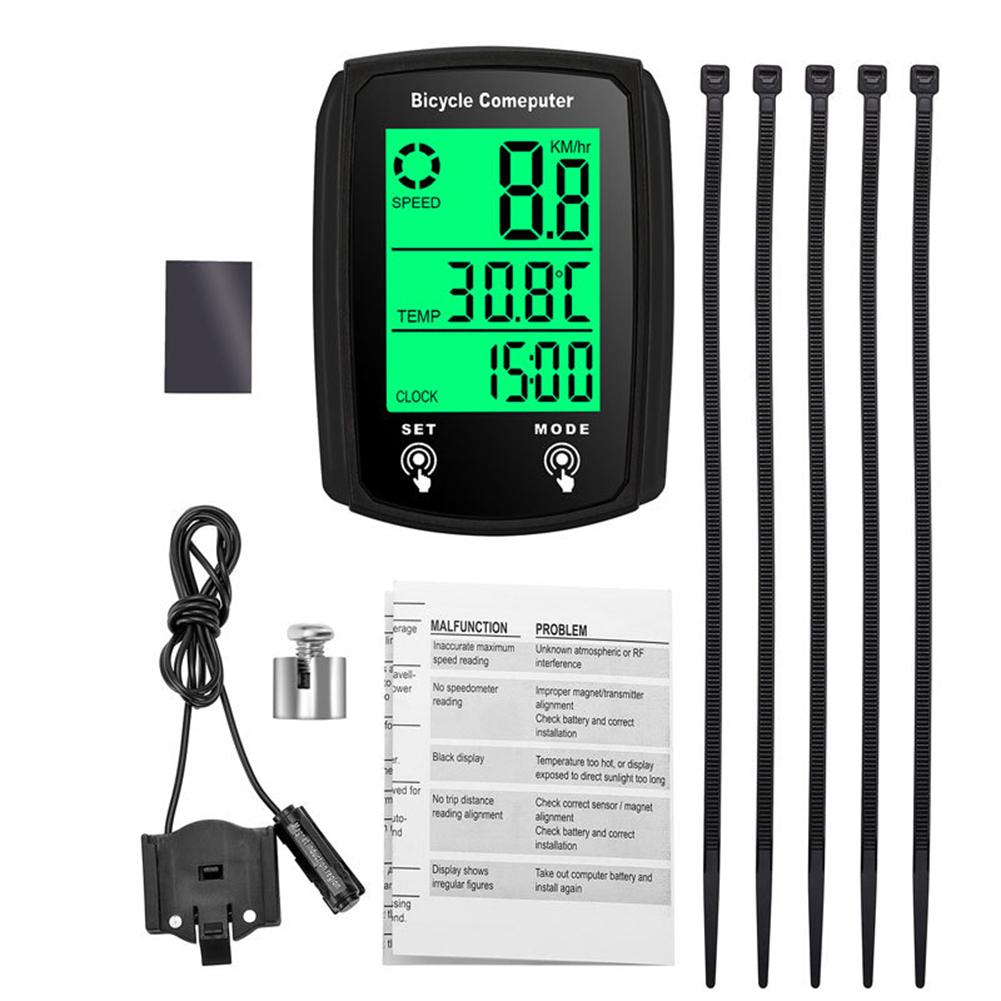 Bicycle Comeputer
KM/hr
8.8
SPEED
TEMP 30.8°C
15:00
CLOCK
SET MODE
Magnet induction region
MALFUNCTION PROBLEM
Inaccurate maximum
speed reading
Unknown atmospheric or RF
interference
No speedometer
reading
Improper magnet/transmitter
alignment
Check battery and correct
installation
Black display
Temperature too hot, or display
exposed to direct sunlight too long
No trip distance
reading alignment
Check correct sensor / magnet
alignment
Check battery and correct
installation
Display shows
irregular figures
Take out computer battery and
install again